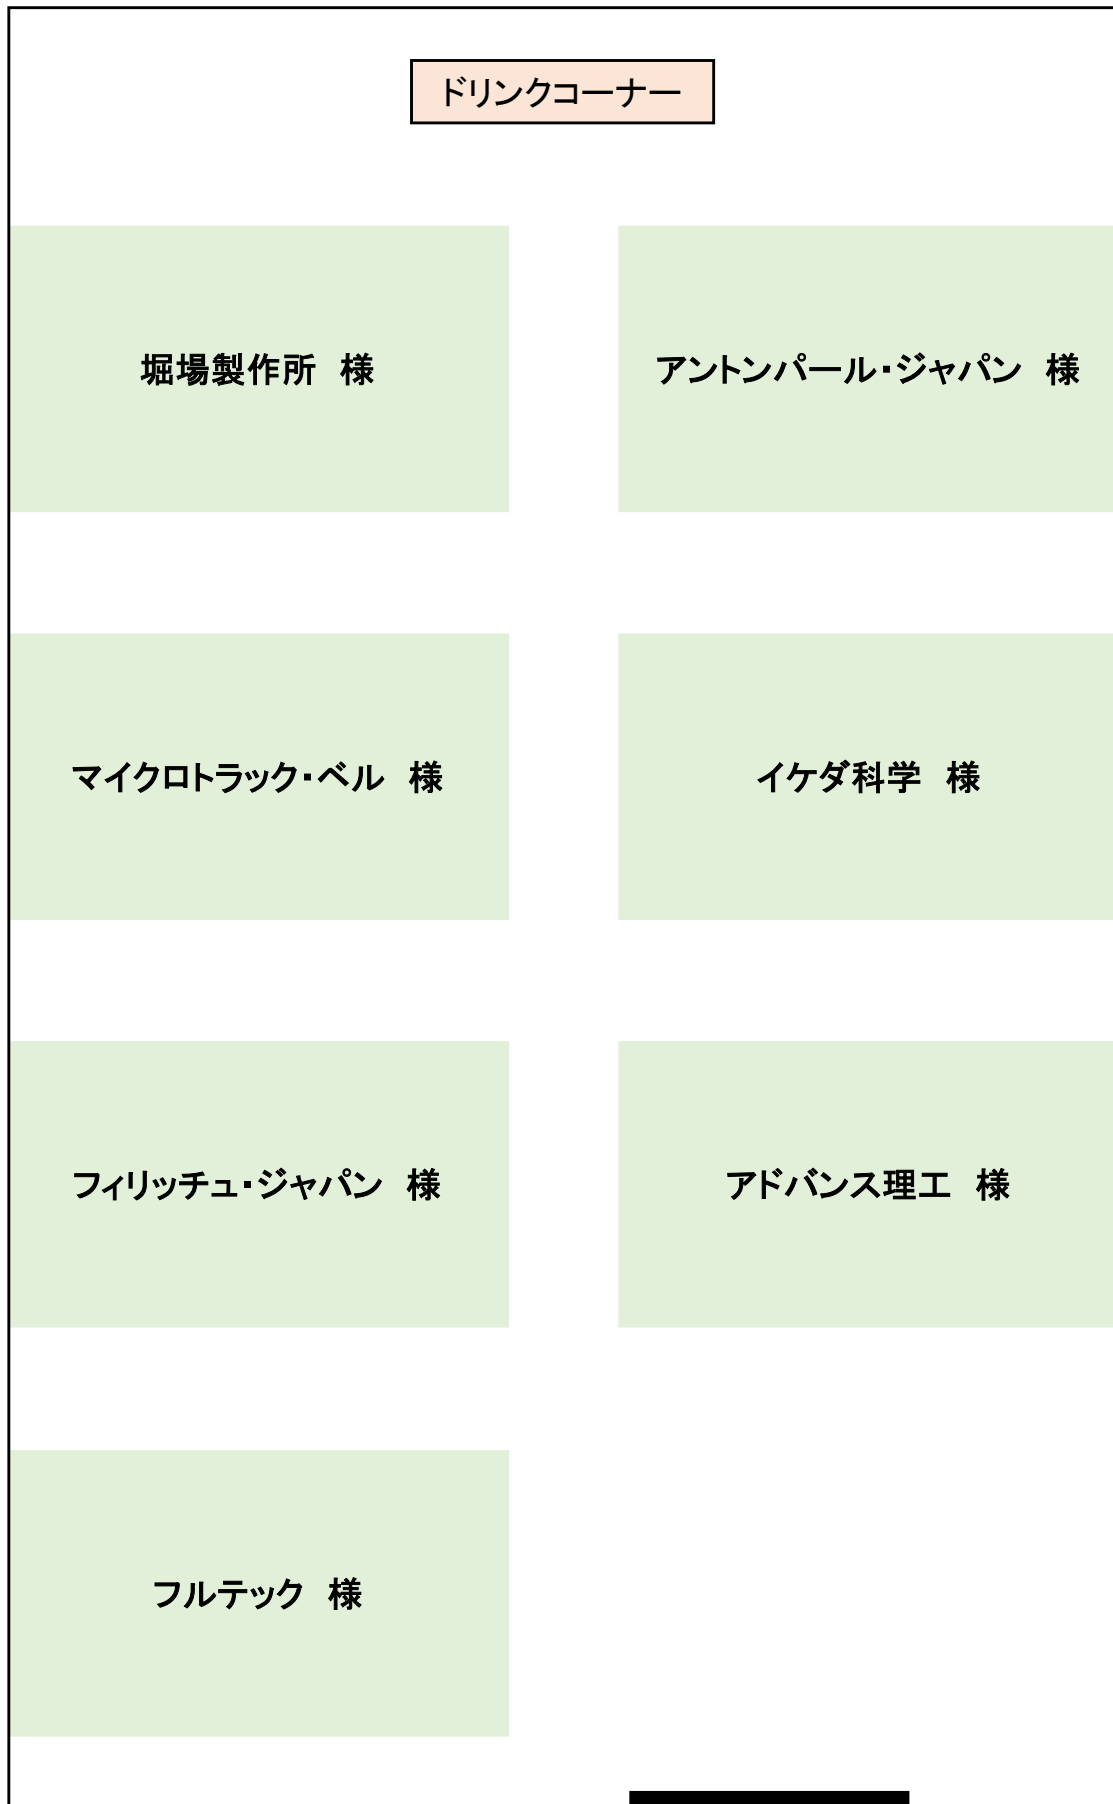 ドリンクコーナー
堀場製作所　様
アントンパール・ジャパン　様
マイクロトラック・ベル　様
イケダ科学　様
フィリッチュ・ジャパン　様
アドバンス理工　様
フルテック　様